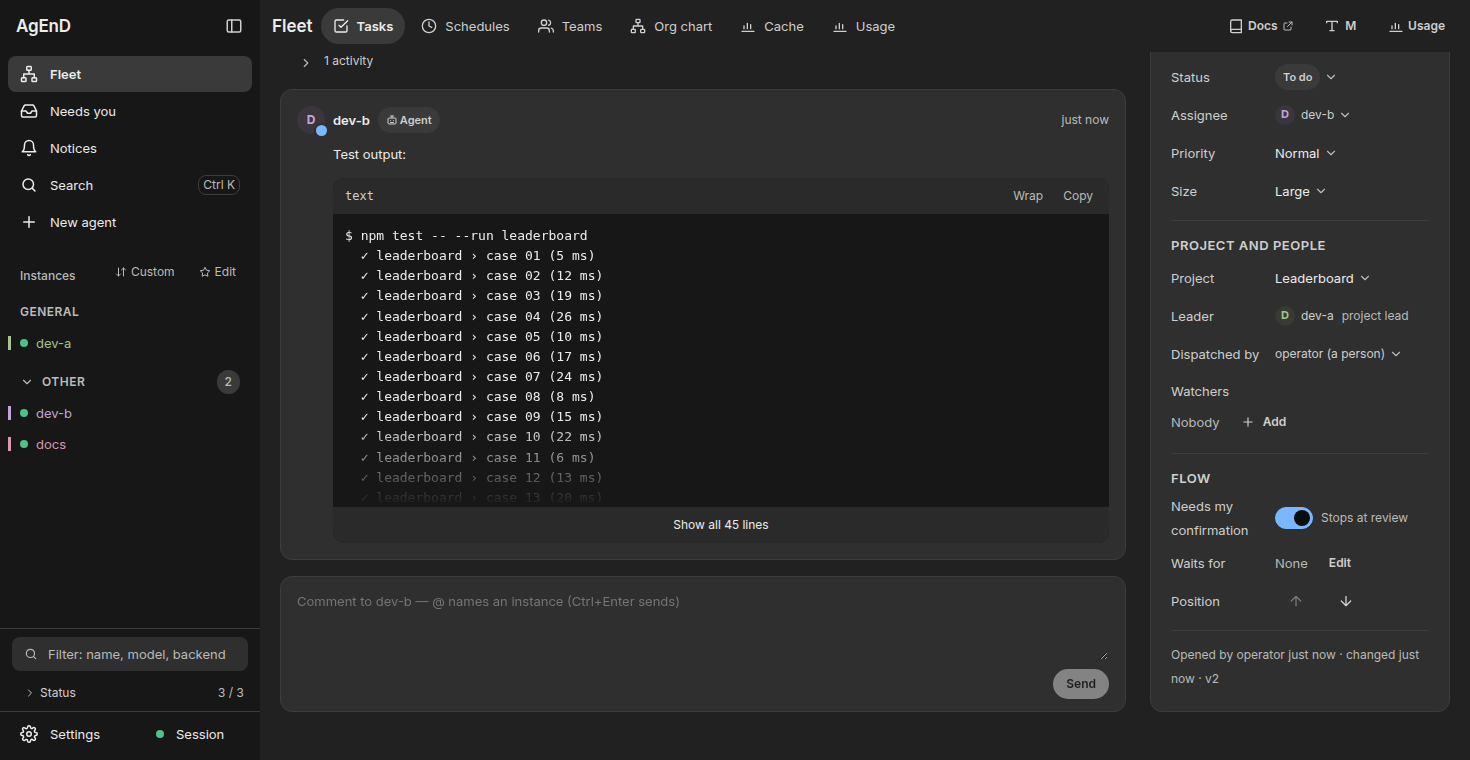 AgEnD
Fleet
Needs you
Notices
Search Ctrl K
New agent
Instances Custom Edit
GENERAL
dev-a
OTHER 2
dev-b
docs
Filter: name, model, backend
Status 3 / 3
Settings Session
Fleet Tasks Schedules Teams Org chart Cache Usage Docs M Usage
1 activity
D dev-b Agent just now
Test output:
text Wrap Copy
$ npm test -- --run leaderboard
✓ leaderboard › case 01 (5 ms)
✓ leaderboard › case 02 (12 ms)
✓ leaderboard › case 03 (19 ms)
✓ leaderboard › case 04 (26 ms)
✓ leaderboard › case 05 (10 ms)
✓ leaderboard › case 06 (17 ms)
✓ leaderboard › case 07 (24 ms)
✓ leaderboard › case 08 (8 ms)
✓ leaderboard › case 09 (15 ms)
✓ leaderboard › case 10 (22 ms)
✓ leaderboard › case 11 (6 ms)
✓ leaderboard › case 12 (13 ms)
✓ leaderboard › case 13 (20 ms)
Show all 45 lines
Comment to dev-b — @ names an instance (Ctrl+Enter sends)
Send
Status To do
Assignee D dev-b
Priority Normal
Size Large
PROJECT AND PEOPLE
Project Leaderboard
Leader D dev-a project lead
Dispatched by operator (a person)
Watchers
Nobody Add
FLOW
Needs my
confirmation Stops at review
Waits for None Edit
Position
Opened by operator just now · changed just
now · v2